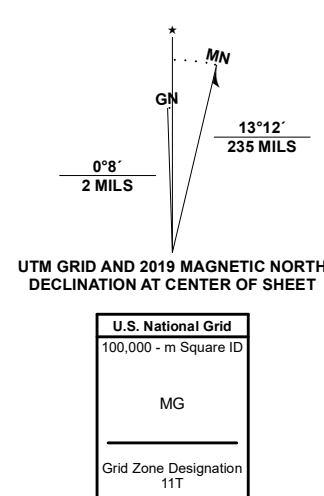 ★
MN
GN
13°12´
235 MILS
0°8´
2 MILS
UTM GRID AND 2019 MAGNETIC NORTH
DECLINATION AT CENTER OF SHEET
U.S. National Grid
100,000 - m Square ID
MG
Grid Zone Designation
11T